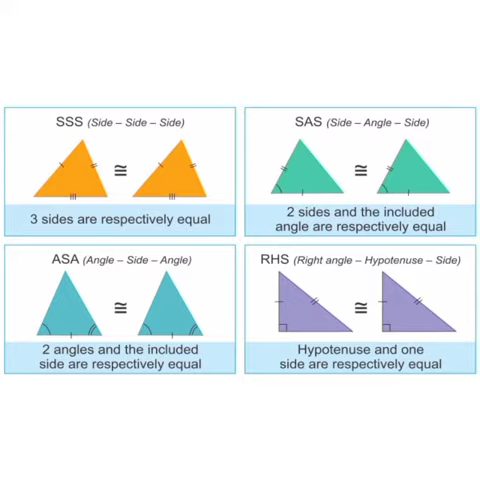 SSS (Side – Side – Side)
≅
3 sides are respectively equal
SAS (Side – Angle – Side)
≅
2 sides and the included
angle are respectively equal
ASA (Angle – Side – Angle)
≅
2 angles and the included
side are respectively equal
RHS (Right angle – Hypotenuse – Side)
≅
Hypotenuse and one
side are respectively equal